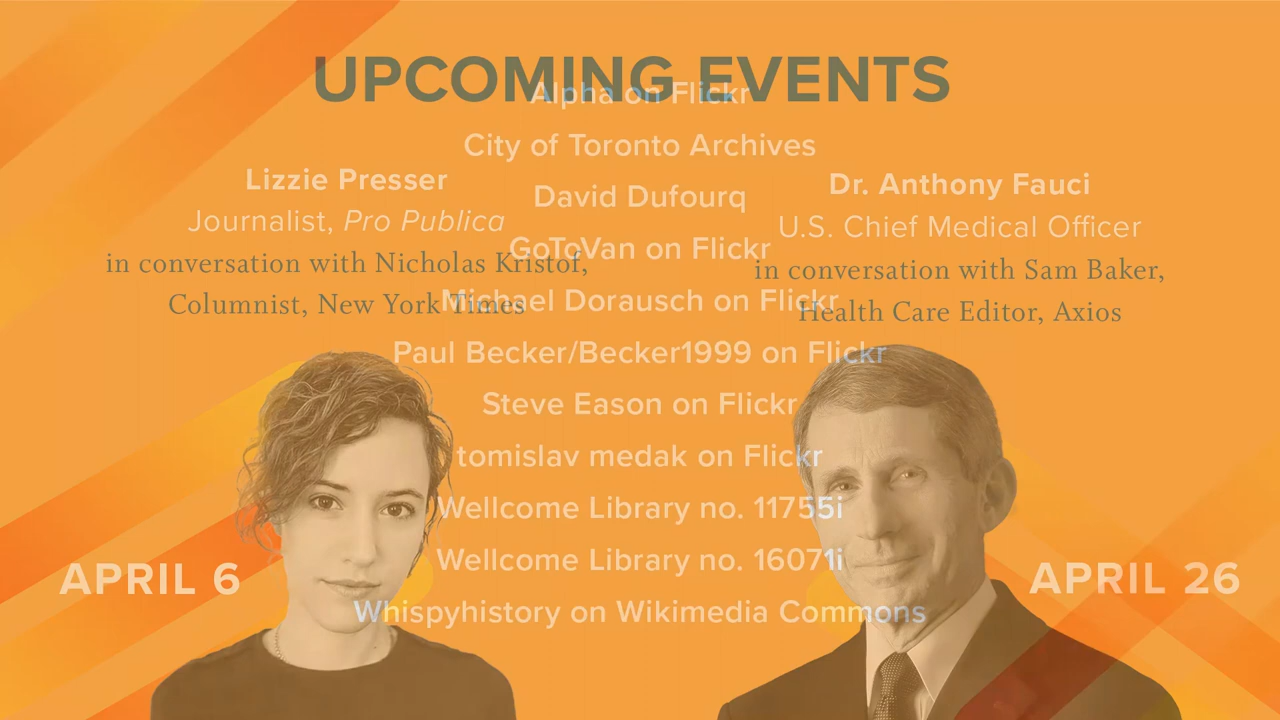 UPCOMING EVENTS
Alpha on Flickr
City of Toronto Archives
David Dufourq
GoToVan on Flickr
Michael Dorausch on Flickr
Paul Becker/Becker1999 on Flickr
Steve Eason on Flickr
tomislav medak on Flickr
Wellcome Library no. 11755i
Wellcome Library no. 16071i
Whispyhistory on Wikimedia Commons
Lizzie Presser
Journalist, Pro Publica
in conversation with Nicholas Kristof,
Columnist, New York Times
APRIL 6
Dr. Anthony Fauci
U.S. Chief Medical Officer
in conversation with Sam Baker,
Health Care Editor, Axios
APRIL 26